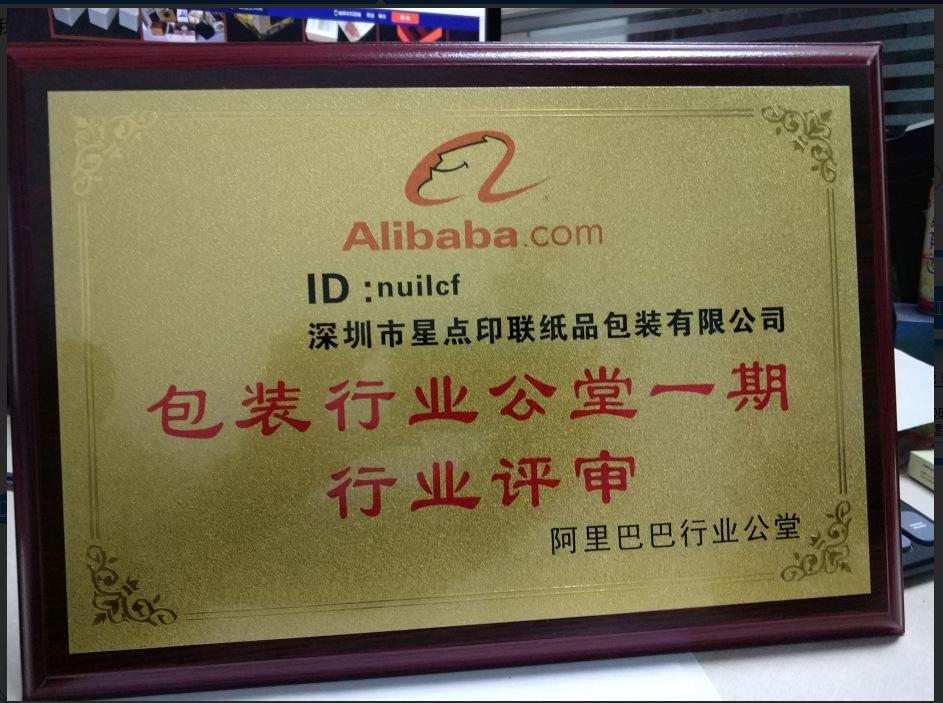 Alibaba.com
ID :nuilcf
深圳市星点印联纸品包装有限公司
包装行业公堂一期
行业评审
阿里巴巴行业公堂